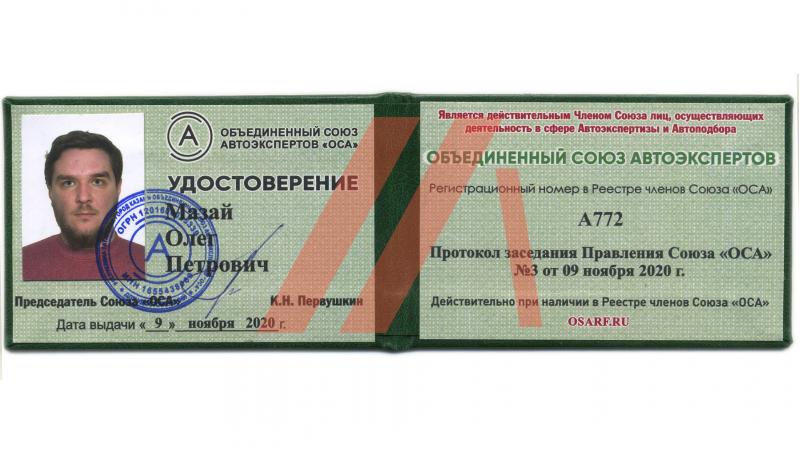 ОБЪЕДИНЕННЫЙ СОЮЗ
АВТОЭКСПЕРТОВ «ОСА»
УДОСТОВЕРЕНИЕ
Мазай
Олег
Петрович
Председатель Союза «ОСА» К.Н. Первушкин
Дата выдачи «_9_» ноября 2020 г.
Является действительным Членом Союза лиц, осуществляющих
деятельность в сфере Автоэкспертизы и Автоподбора
ОБЪЕДИНЕННЫЙ СОЮЗ АВТОЭКСПЕРТОВ
Регистрационный номер в Реестре членов Союза «ОСА»
А772
Протокол заседания Правления Союза «ОСА»
№3 от 09 ноября 2020 г.
Действительно при наличии в Реестре членов Союза «ОСА»
OSARF.RU